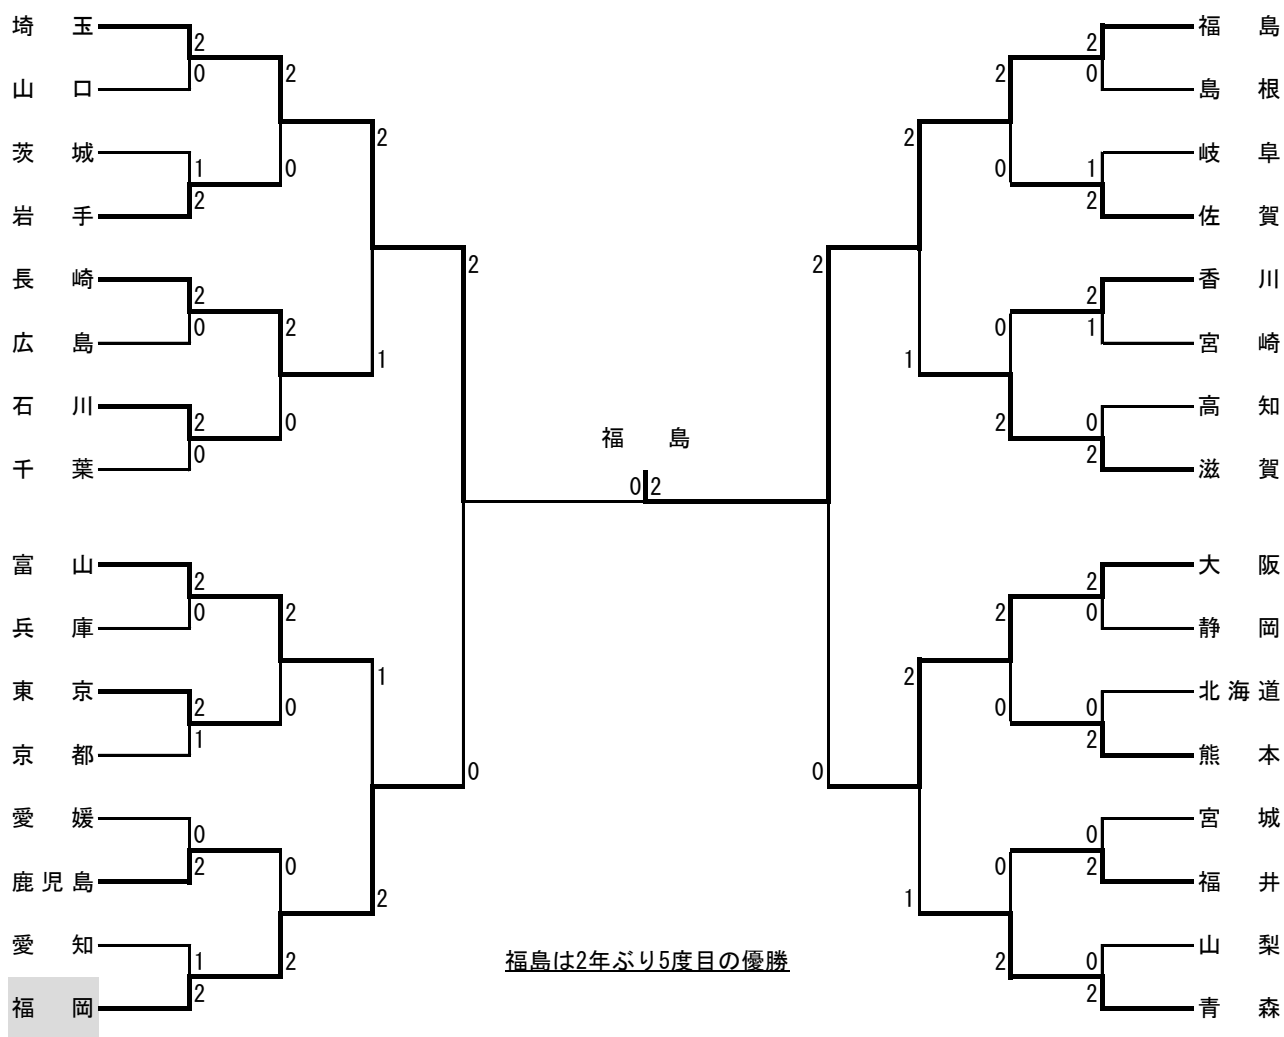 埼玉
2
0
山口
2
茨城
1
0
2
岩手
2
長崎
2
0
広島
2
1
石川
2
0
0
千葉
2
富山
2
0
兵庫
2
東京
2
0
1
京都
1
愛媛
0
2
鹿児島
0
2
愛知
1
2
2
福岡
0
福島
0 2
福島
2
0
島根
2
岐阜
1
0
2
佐賀
2
香川
2
1
宮崎
0
1
高知
0
2
2
滋賀
2
大阪
2
0
静岡
2
北海道
0
0
2
熊本
2
宮城
0
2
福井
0
1
山梨
0
2
2
青森
0
福島は2年ぶり5度目の優勝